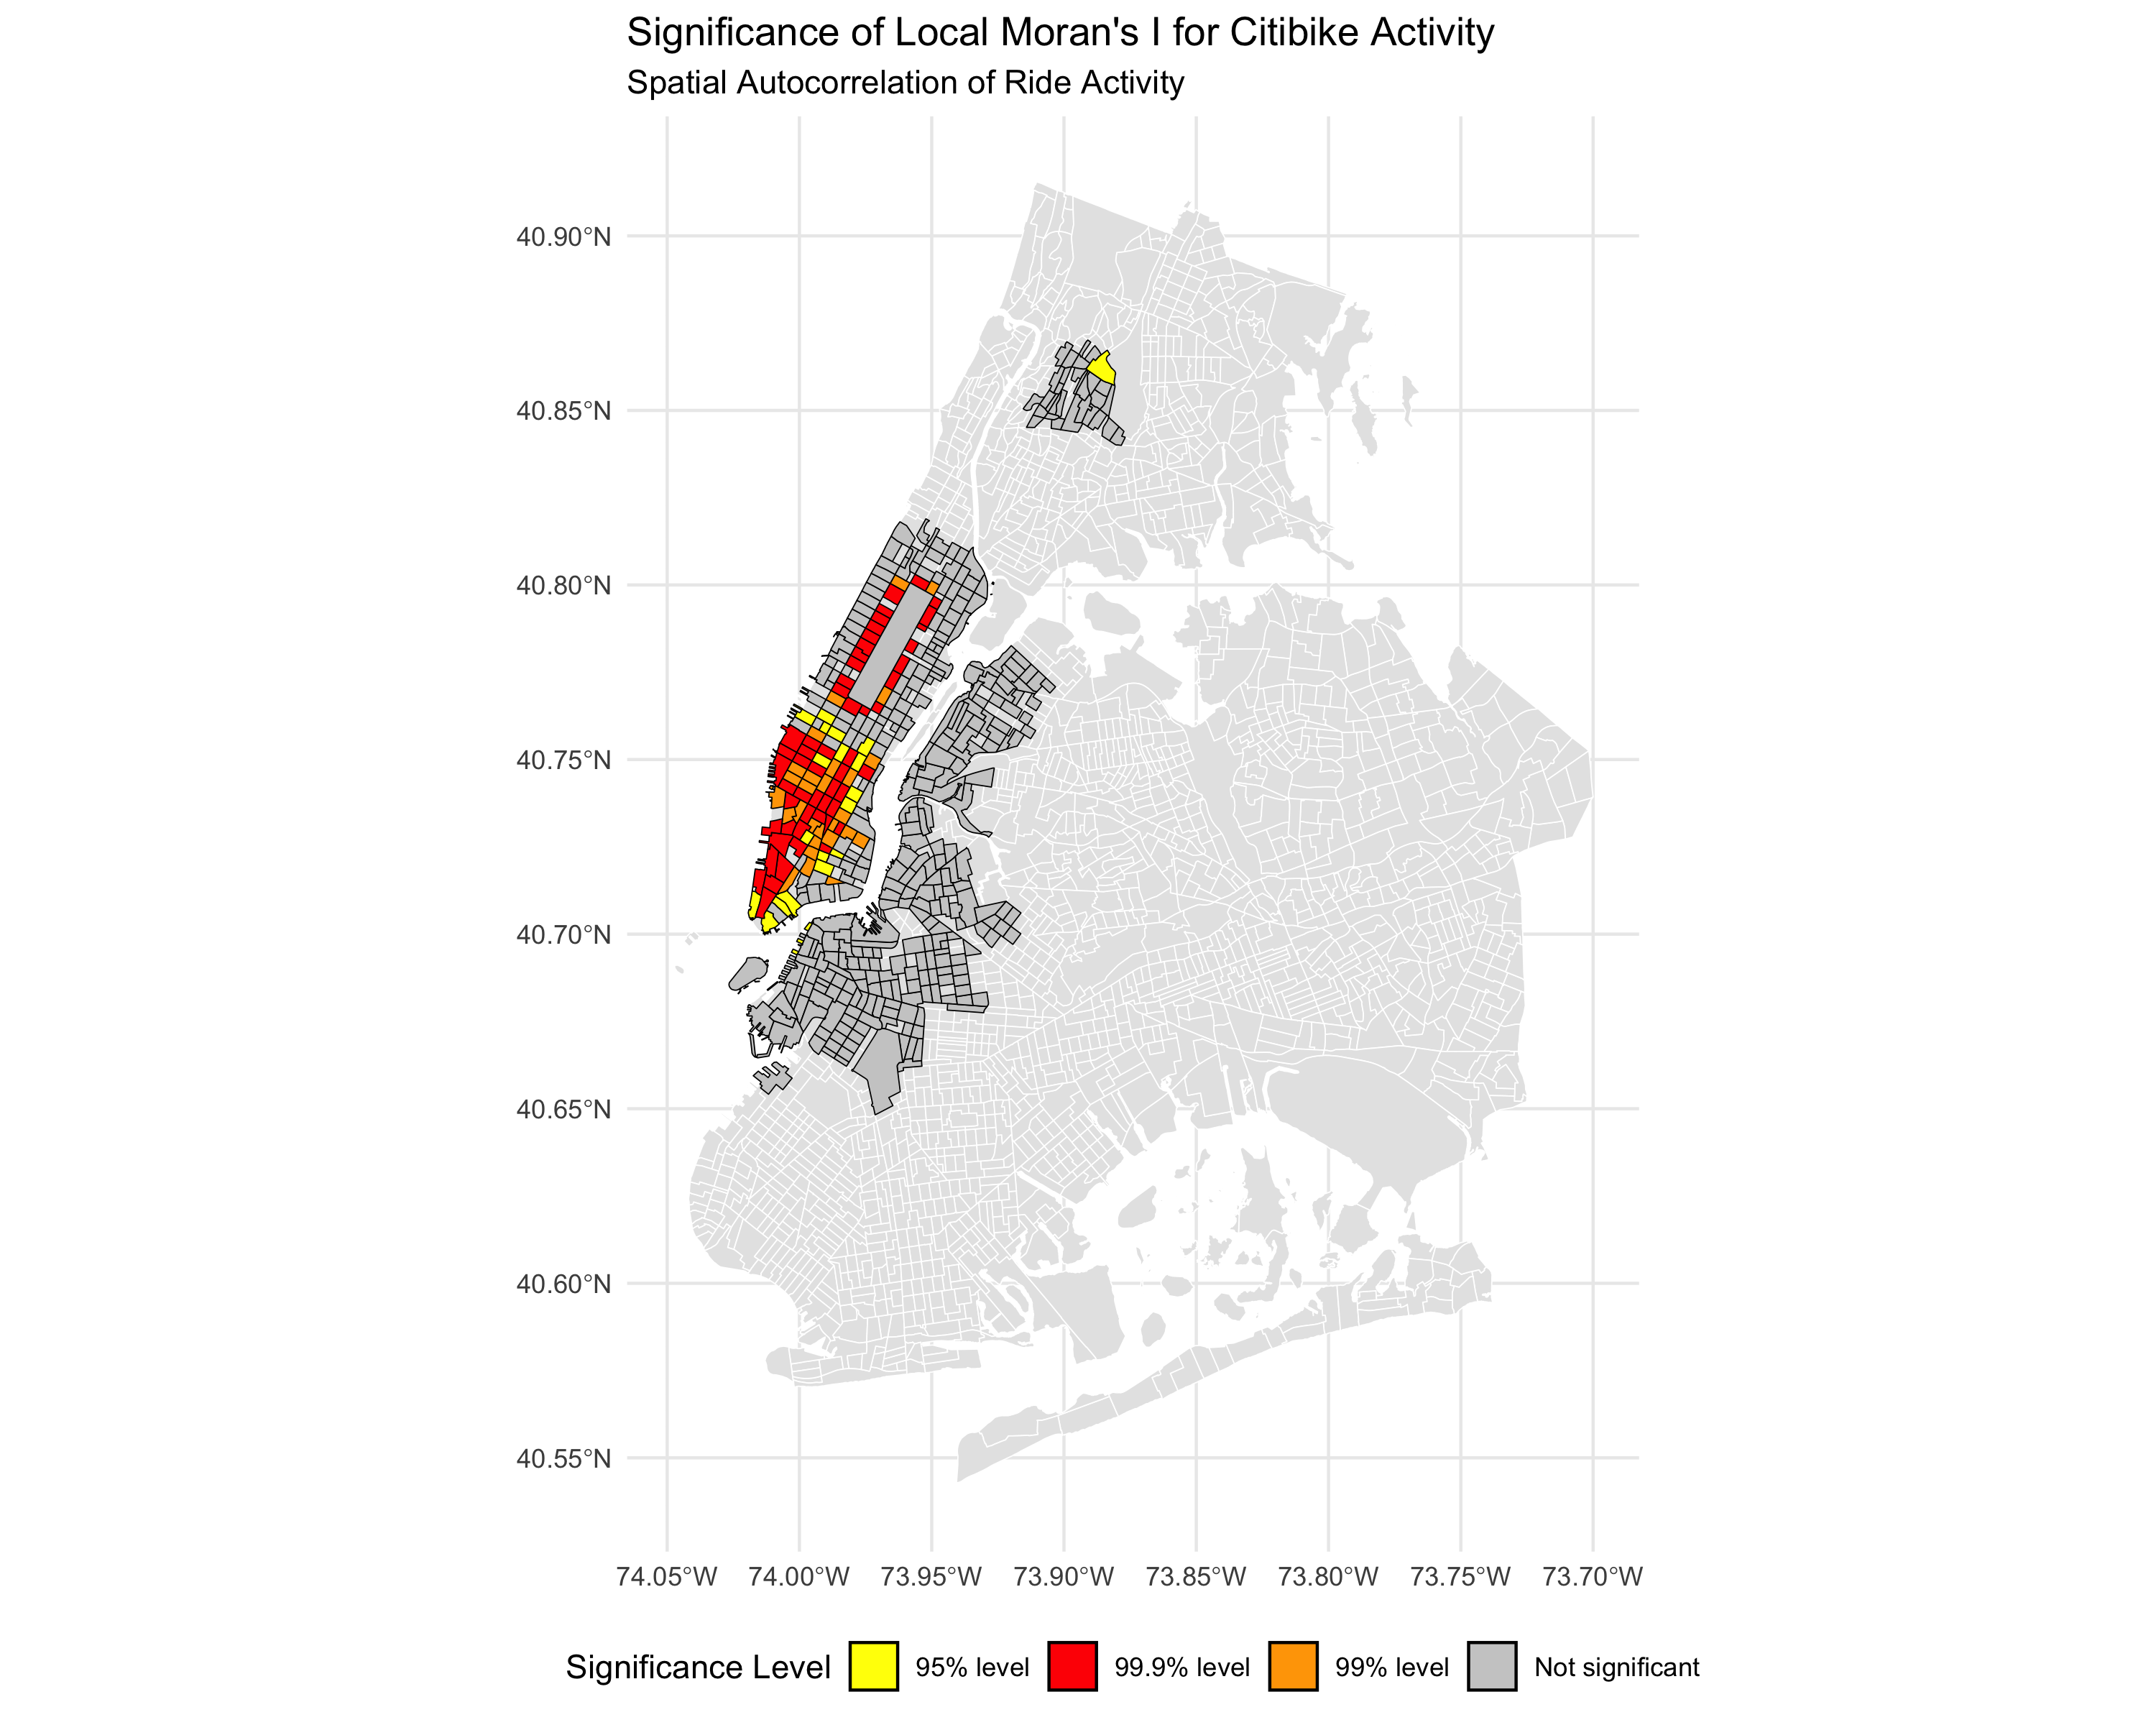 Significance of Local Moran's I for Citibike Activity
Spatial Autocorrelation of Ride Activity
40.90°N
40.85°N
40.80°N
40.75°N
40.70°N
40.65°N
40.60°N
40.55°N
74.05°W 74.00°W 73.95°W 73.90°W 73.85°W 73.80°W 73.75°W 73.70°W
Significance Level 95% level 99.9% level 99% level Not significant